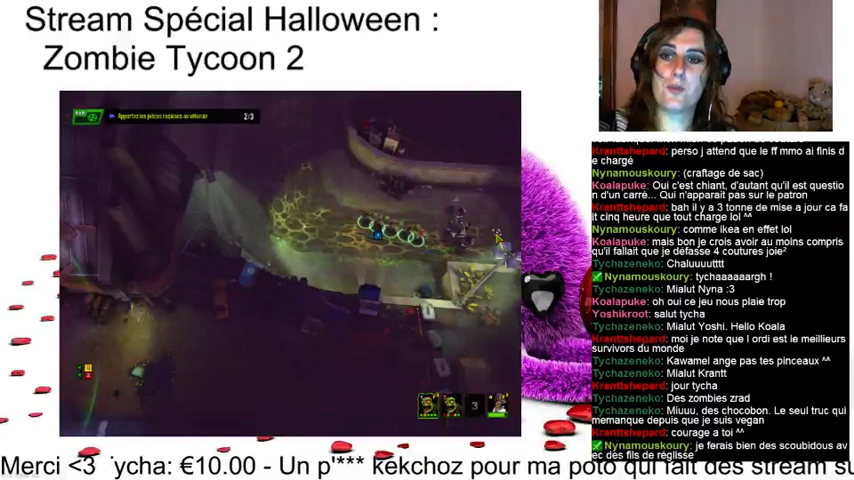 Stream Spécial Halloween :
Zombie Tycoon 2
Apportez les pièces requises au véhicule
2/3
3
Kranttshepard: perso j attend que le ff mmo ai finis d
e chargé
Nynamouskoury: (craftage de sac)
Koalapuke: Oui c'est chiant, d'autant qu'il est questio
n d'un carré... Qui n'apparait pas sur le patron
Kranttshepard: bah il y a 3 tonne de mise a jour ca fa
it cinq heure que tout charge lol ^^
Nynamouskoury: comme ikea en effet lol
Koalapuke: mais bon je crois avoir au moins compris
qu'il fallait que je défasse 4 coutures joie²
Tychazeneko: Chaluuuutttt
Nynamouskoury: tychaaaaaargh !
Tychazeneko: Mialut Nyna :3
Koalapuke: oh oui ce jeu nous plaie trop
Yoshikroot: salut tycha
Tychazeneko: Mialut Yoshi. Hello Koala
Kranttshepard: moi je note que l ordi est le meilleurs
survivors du monde
Tychazeneko: Kawamel ange pas tes pinceaux ^^
Tychazeneko: Mialut Krantt
Kranttshepard: jour tycha
Tychazeneko: Des zombies zrad
Tychazeneko: Miuuu, des chocobon. Le seul truc qui
memanque depuis que je suis vegan
Kranttshepard: courage a toi ^^
Nynamouskoury: je ferais bien des scoubidous av
ec des fils de réglisse
Merci <3 ycha: €10.00 - Un p'*** kekchoz pour ma poto qui fait des stream su